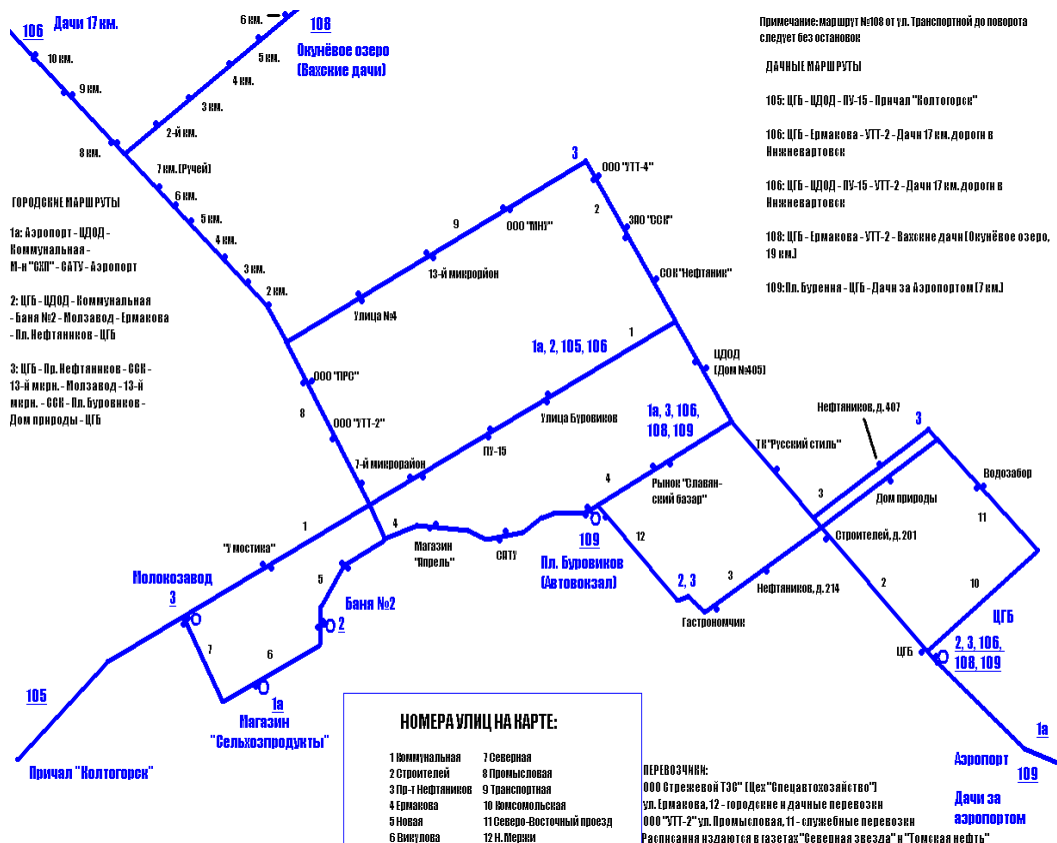 106
Дачи 17 км.
6 км.
108
Окунёвое озеро
(Вахские дачи)
10 км.
9 км.
8 км.
5 км.
4 км.
3 км.
2-й км.
7 км. (Ручей)
6 км.
5 км.
4 км.
3 км.
2 км.
Примечание: маршрут №108 от ул. Транспортной до поворота
следует без остановок
ДАЧНЫЕ МАРШРУТЫ
105: ЦГБ - ЦДОД - ПУ-15 - Причал "Колтогорск"
106: ЦГБ - Ермакова - УТТ-2 - Дачи 17 км. дороги в
Нижневартовск
106: ЦГБ - ЦДОД - ПУ-15 - УТТ-2 - Дачи 17 км. дороги в
Нижневартовск
108: ЦГБ - Ермакова - УТТ-2 - Вахские дачи (Окунёвое озеро,
19 км.)
109: Пл. Бурения - ЦГБ - Дачи за Аэропортом (7 км.)
ГОРОДСКИЕ МАРШРУТЫ
1а: Аэропорт - ЦДОД -
Коммунальная -
М-н "СХП" - САТУ - Аэропорт
2: ЦГБ - ЦДОД - Коммунальная
- Баня №2 - Молзавод - Ермакова
- Пл. Нефтяников - ЦГБ
3: ЦГБ - Пр. Нефтяников - ССК -
13-й мкрн. - Молзавод - 13-й
мкрн. - ССК - Пл. Буровиков -
Дом природы - ЦГБ
3
ООО "УТТ-4"
2
ЗАО "ССК"
СОК "Нефтяник"
9
ООО "МНУ"
13-й микрорйон
Улица №4
1
1а, 2, 105, 106
ЦДОД
(Дом №405)
ООО "ПРС"
8
ООО "УТТ-2"
7-й микрорайон
Улица Буровиков
ПУ-15
1а, 3, 106,
108, 109
Нефтяников, д. 407
3
ТК "Русский стиль"
Водозабор
Рынок "Славян-
ский базар"
4
3
Дом природы
11
1
4
Магазин
"Апрель"
САТУ
109
Пл. Буровиков
(Автовокзал)
12
Строителей, д. 201
"У мостика"
5
2, 3
3
Нефтяников, д. 214
2
10
Молокозавод
3
Баня №2
2
Гастрономчик
ЦГБ
ЦГБ
2, 3, 106,
108, 109
7
6
105
1а
Магазин
"Сельхозпродукты"
Причал "Колтогорск"
1а
Аэропорт
109
Дачи за
аэропортом
НОМЕРА УЛИЦ НА КАРТЕ:
1 Коммунальная 7 Северная
2 Строителей 8 Промысловая
3 Пр-т Нефтяников 9 Транспортная
4 Ермакова 10 Комсомольская
5 Новая 11 Северо-Восточный проезд
6 Викулова 12 Н. Мержи
ПЕРЕВОЗЧИКИ:
ООО Стрежевой ТЭС" (Цех "Спецавтохозяйство")
ул. Ермакова, 12 - городские и дачные перевозки
ООО "УТТ-2" ул. Промысловая, 11 - служебные перевозки
Расписания издаются в газетах "Северная звезда" и "Томская нефть"